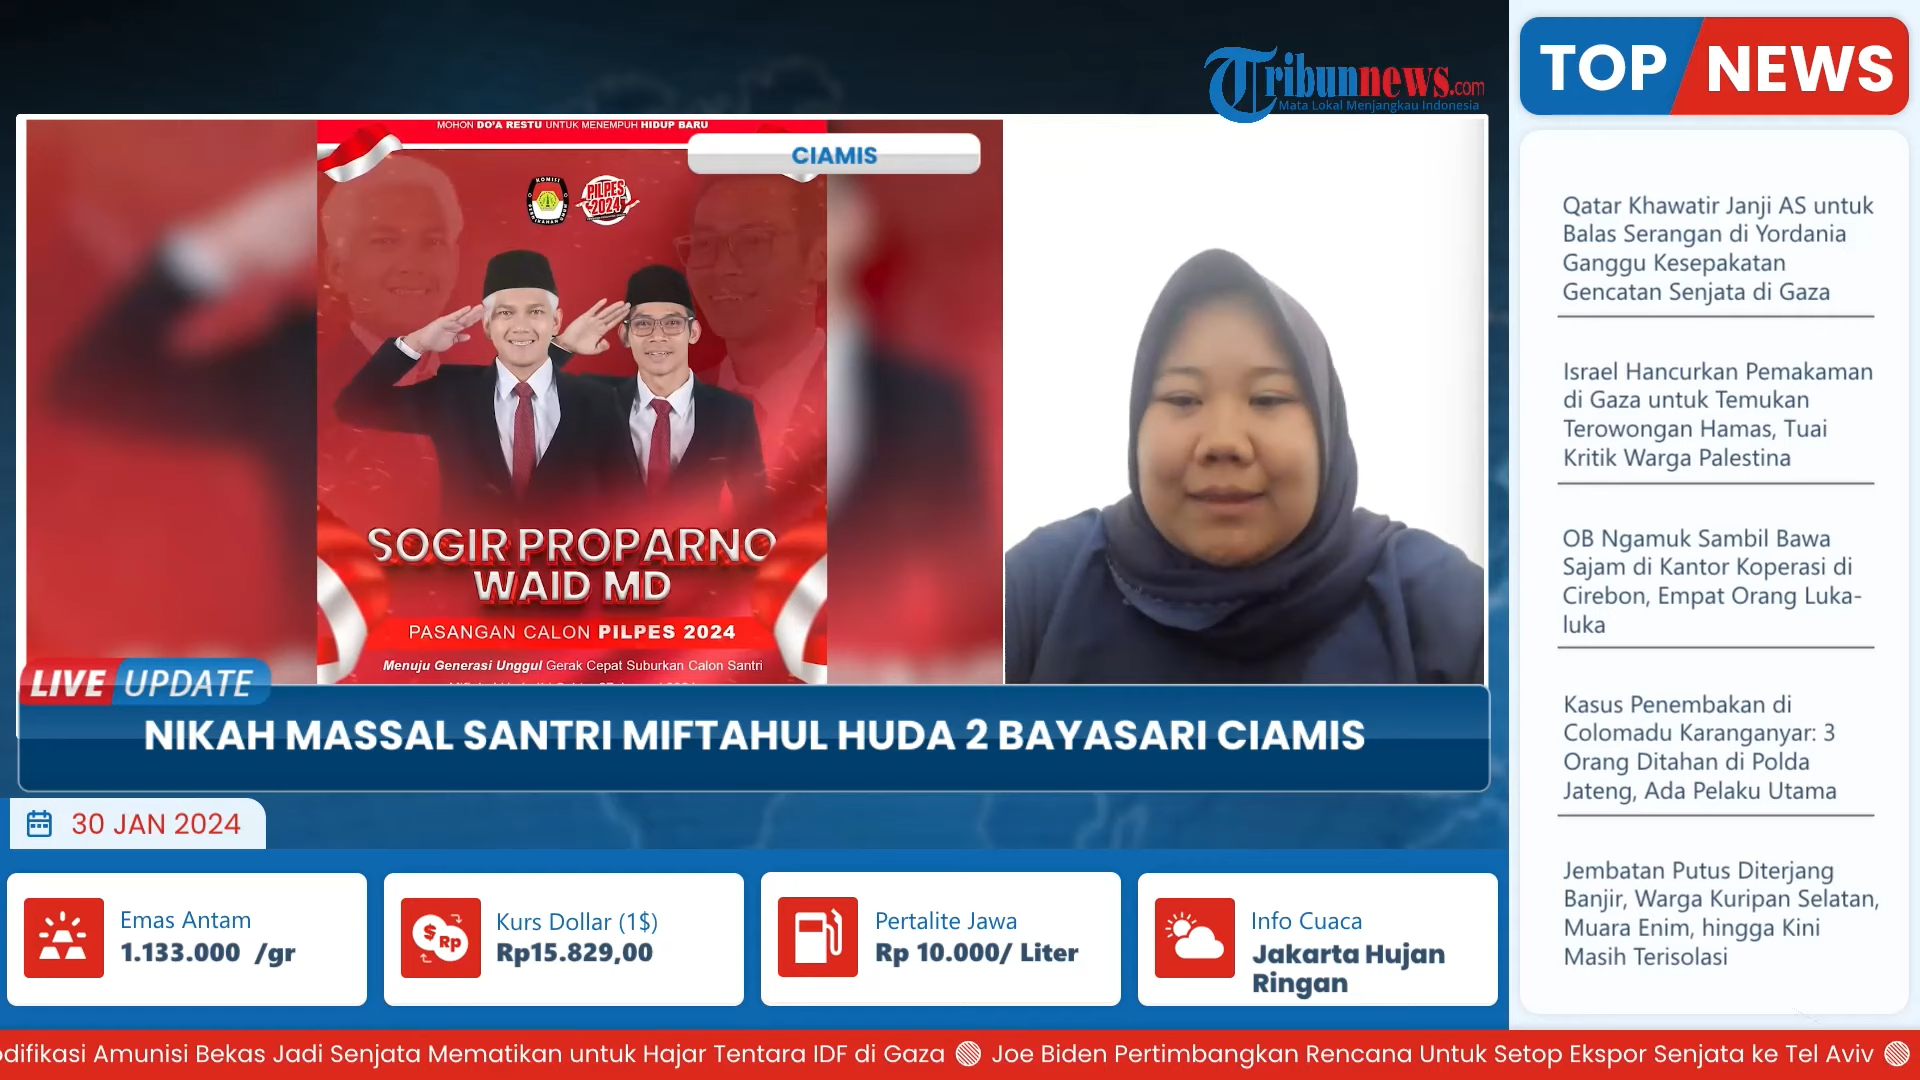 Tribunnews.com
Mata Lokal Menjangkau Indonesia
TOP NEWS
MOHON DO'A RESTU UNTUK MENEMPUH HIDUP BARU
CIAMIS
KOMISI
PILPES
2024
SOGIR PROPARNO
WAID MD
PASANGAN CALON PILPES 2024
Menuju Generasi Unggul Gerak Cepat Suburkan Calon Santri
LIVE UPDATE
NIKAH MASSAL SANTRI MIFTAHUL HUDA 2 BAYASARI CIAMIS
30 JAN 2024
Emas Antam
1.133.000 /gr
Kurs Dollar (1$)
Rp15.829,00
Pertalite Jawa
Rp 10.000/ Liter
Info Cuaca
Jakarta Hujan
Ringan
Qatar Khawatir Janji AS untuk
Balas Serangan di Yordania
Ganggu Kesepakatan
Gencatan Senjata di Gaza
Israel Hancurkan Pemakaman
di Gaza untuk Temukan
Terowongan Hamas, Tuai
Kritik Warga Palestina
OB Ngamuk Sambil Bawa
Sajam di Kantor Koperasi di
Cirebon, Empat Orang Luka-
luka
Kasus Penembakan di
Colomadu Karanganyar: 3
Orang Ditahan di Polda
Jateng, Ada Pelaku Utama
Jembatan Putus Diterjang
Banjir, Warga Kuripan Selatan,
Muara Enim, hingga Kini
Masih Terisolasi
odifikasi Amunisi Bekas Jadi Senjata Mematikan untuk Hajar Tentara IDF di Gaza Joe Biden Pertimbangkan Rencana Untuk Setop Ekspor Senjata ke Tel Aviv